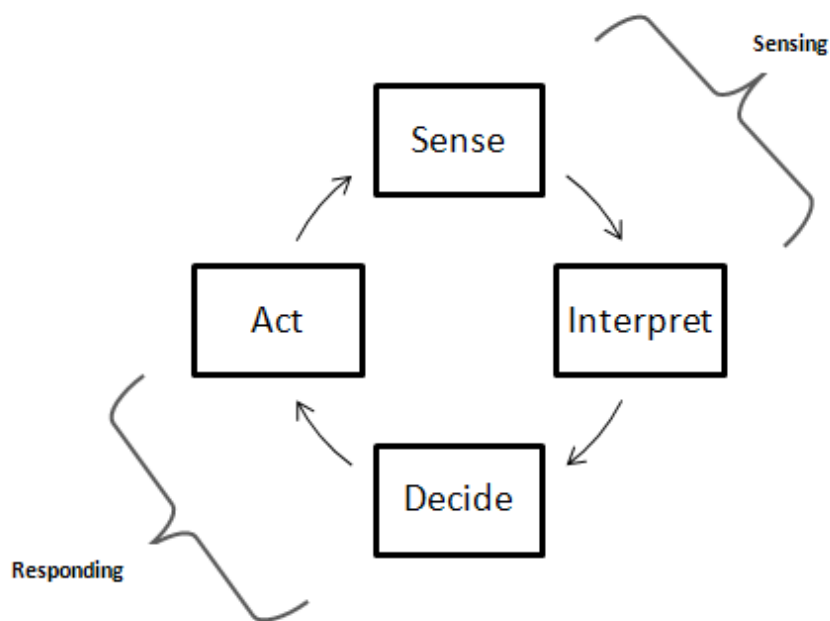 Sensing
Sense
Act
Interpret
Decide
Responding